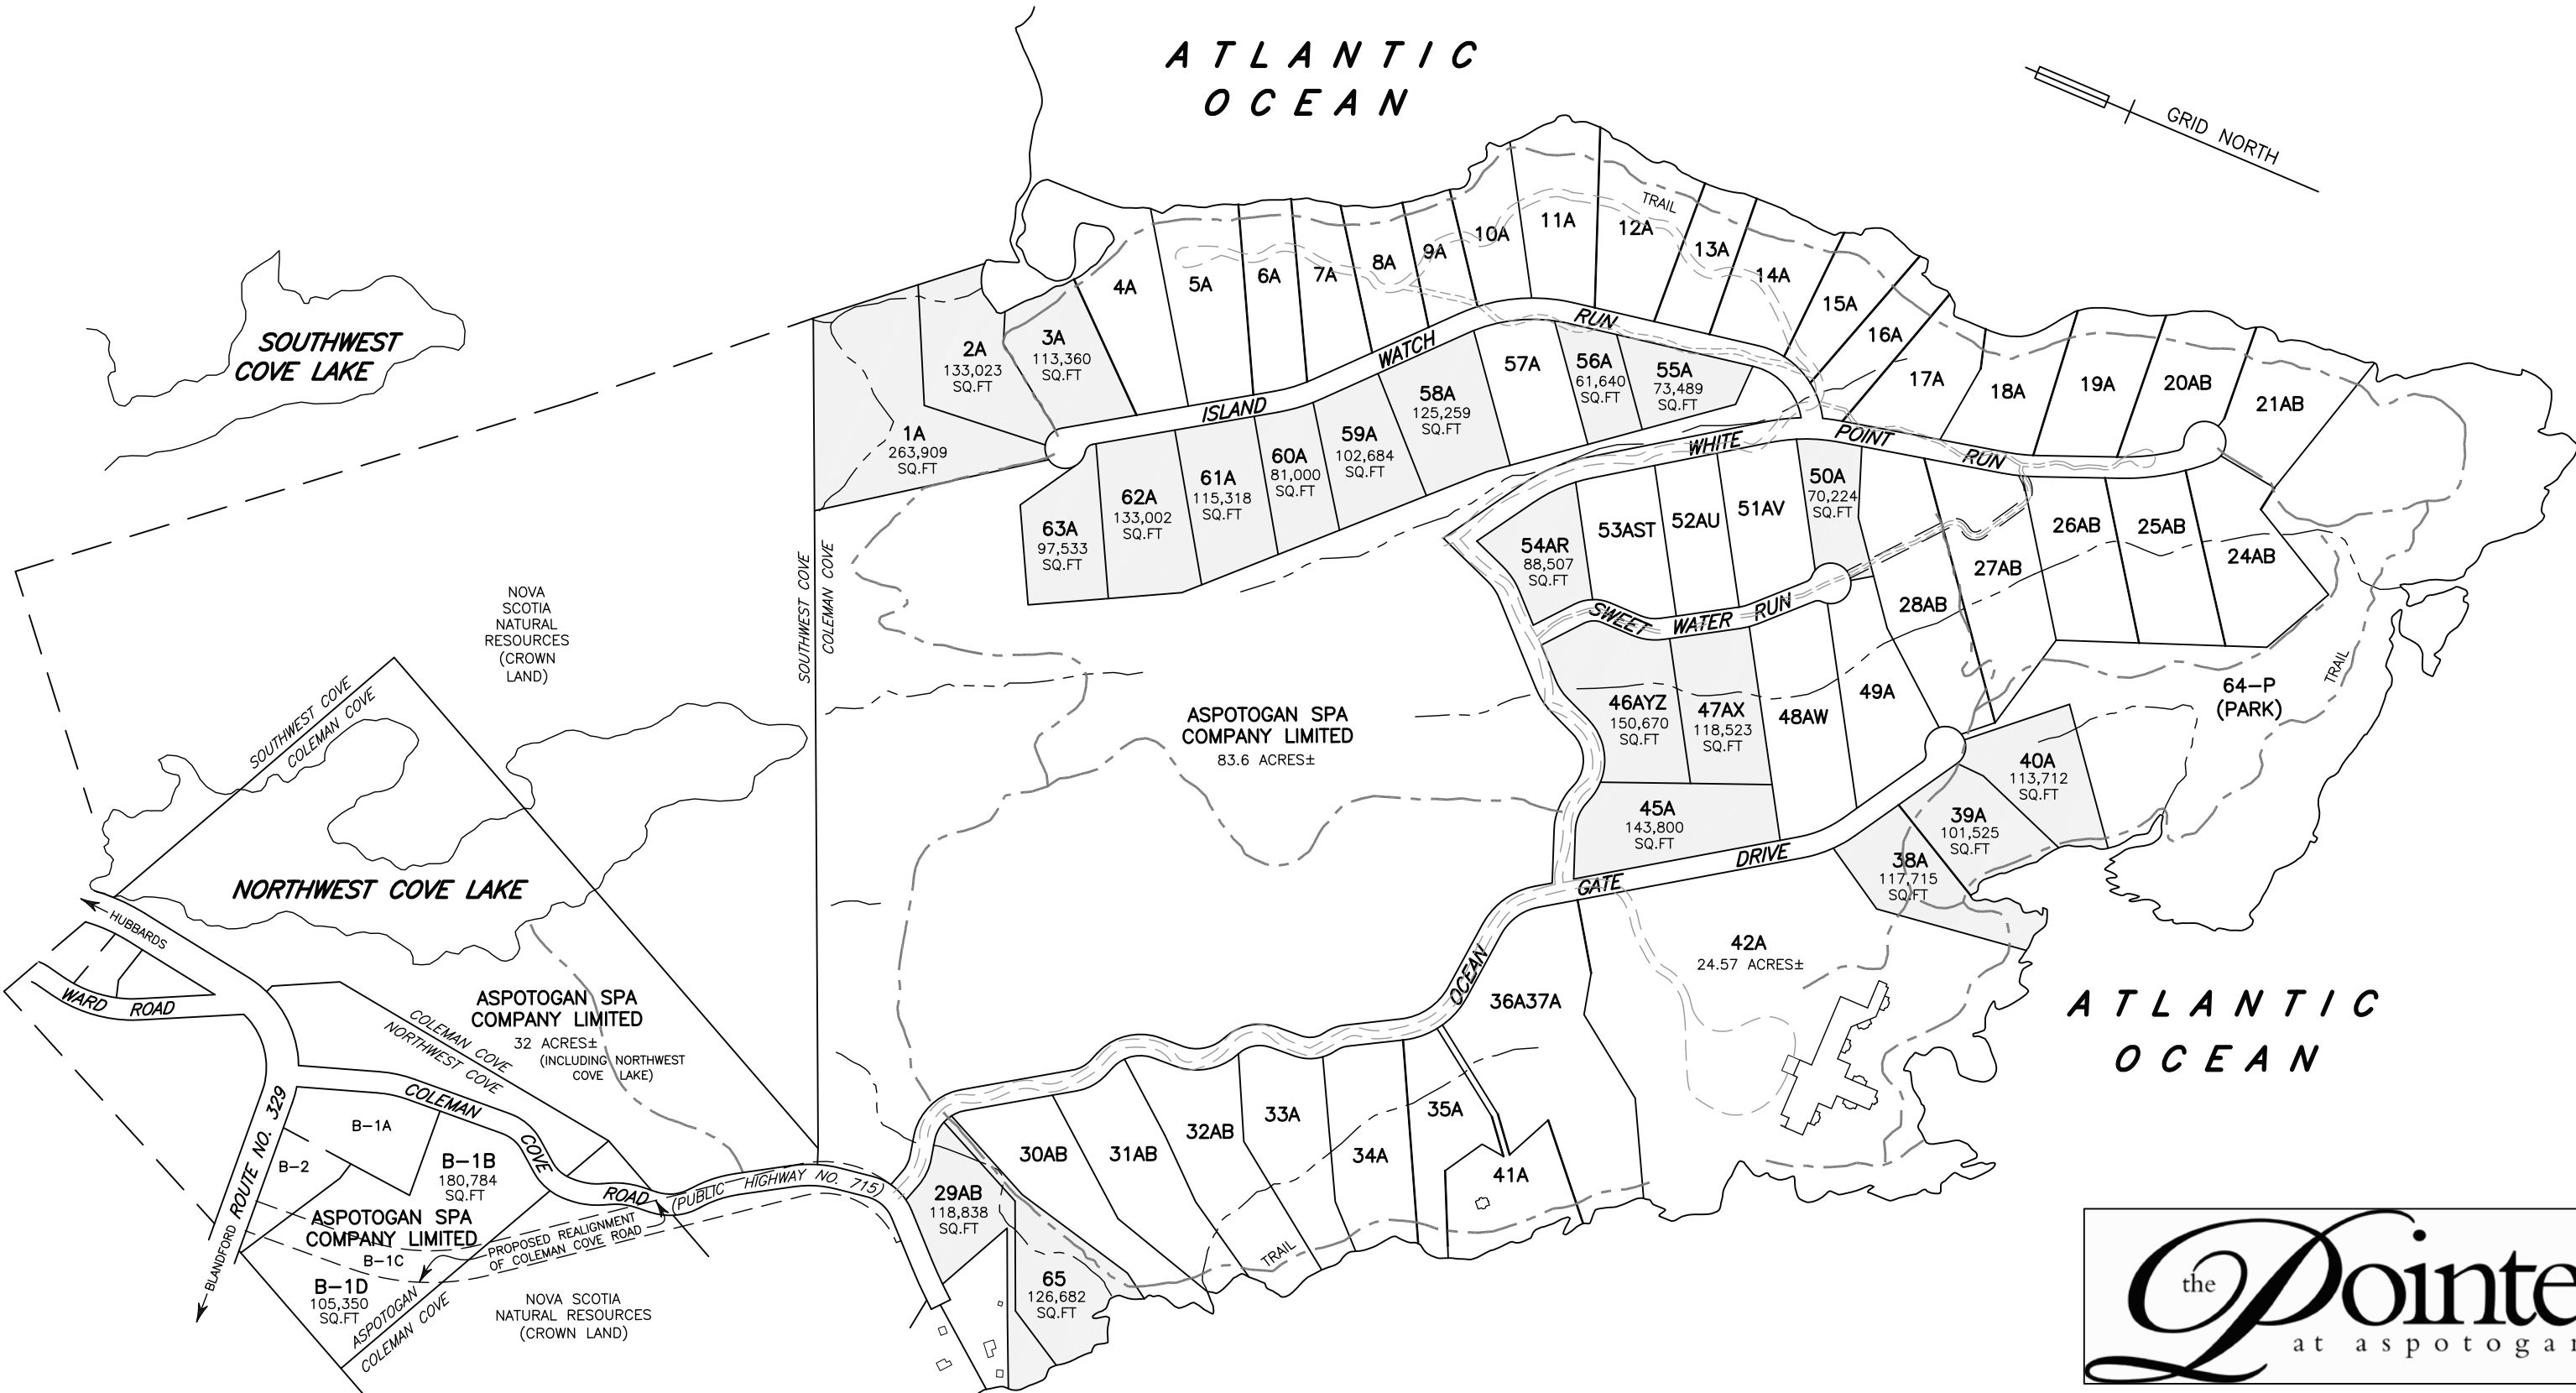 ATLANTIC
OCEAN
GRID NORTH
TRAIL
SOUTHWEST
COVE LAKE
4A
5A
6A
7A
8A
9A
10A
11A
12A
13A
14A
15A
16A
17A
18A
19A
20AB
21AB
1A
263,909
SQ.FT
2A
133,023
SQ.FT
3A
113,360
SQ.FT
ISLAND WATCH RUN
63A
97,533
SQ.FT
62A
133,002
SQ.FT
61A
115,318
SQ.FT
60A
81,000
SQ.FT
59A
102,684
SQ.FT
58A
125,259
SQ.FT
57A
56A
61,640
SQ.FT
55A
73,489
SQ.FT
WHITE POINT RUN
54AR
88,507
SQ.FT
53AST
52AU
51AV
50A
70,224
SQ.FT
28AB
27AB
26AB
25AB
24AB
SWEET WATER RUN
46AYZ
150,670
SQ.FT
47AX
118,523
SQ.FT
48AW
49A
45A
143,800
SQ.FT
64-P
(PARK)
TRAIL
40A
113,712
SQ.FT
39A
101,525
SQ.FT
38A
117,715
SQ.FT
OCEAN GATE DRIVE
42A
24.57 ACRES±
ATLANTIC
OCEAN
NOVA
SCOTIA
NATURAL
RESOURCES
(CROWN
LAND)
SOUTHWEST COVE
COLEMAN COVE
SOUTHWEST COVE
COLEMAN COVE
ASPOTOGAN SPA
COMPANY LIMITED
83.6 ACRES±
NORTHWEST COVE LAKE
HUBBARDS
WARD ROAD
ASPOTOGAN SPA
COMPANY LIMITED
32 ACRES±
(INCLUDING NORTHWEST
COVE LAKE)
COLEMAN COVE
NORTHWEST COVE
COLEMAN COVE ROAD
(PUBLIC HIGHWAY NO. 715)
ROUTE NO. 329
BLANDFORD
B-1A
B-2
B-1B
180,784
SQ.FT
ASPOTOGAN SPA
COMPANY LIMITED
B-1C
B-1D
105,350
SQ.FT
PROPOSED REALIGNMENT
OF COLEMAN COVE ROAD
ASPOTOGAN
COLEMAN COVE
NOVA SCOTIA
NATURAL RESOURCES
(CROWN LAND)
29AB
118,838
SQ.FT
65
126,682
SQ.FT
30AB
31AB
32AB
33A
34A
35A
36A37A
41A
TRAIL
the Pointe
at aspotogan